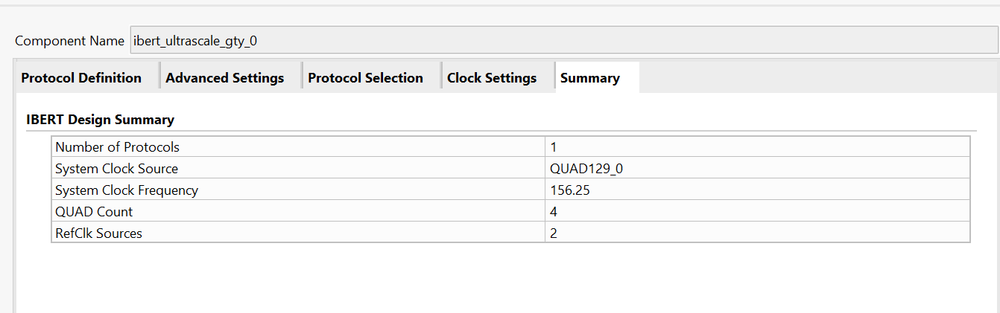 Component Name ibert_ultrascale_gty_0
Protocol Definition Advanced Settings Protocol Selection Clock Settings Summary
IBERT Design Summary
Number of Protocols 1
System Clock Source QUAD129_0
System Clock Frequency 156.25
QUAD Count 4
RefClk Sources 2